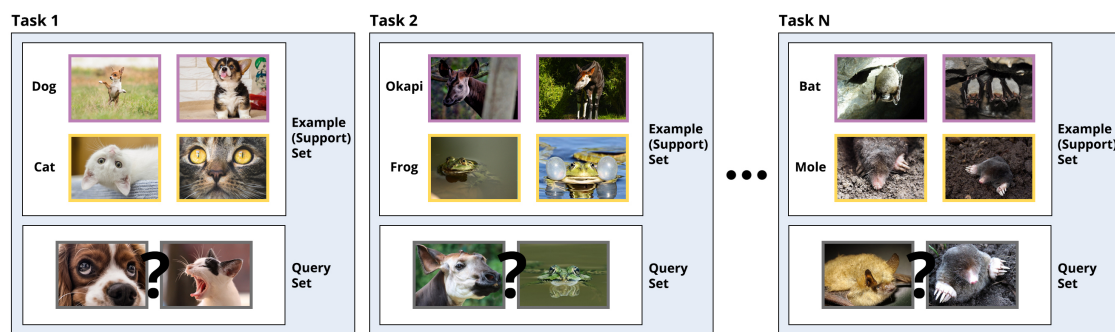 Task 1
Dog
Cat
Example
(Support)
Set
?
Query
Set
Task 2
Okapi
Frog
Example
(Support)
Set
?
Query
Set
...
Task N
Bat
Mole
Example
(Support)
Set
?
Query
Set